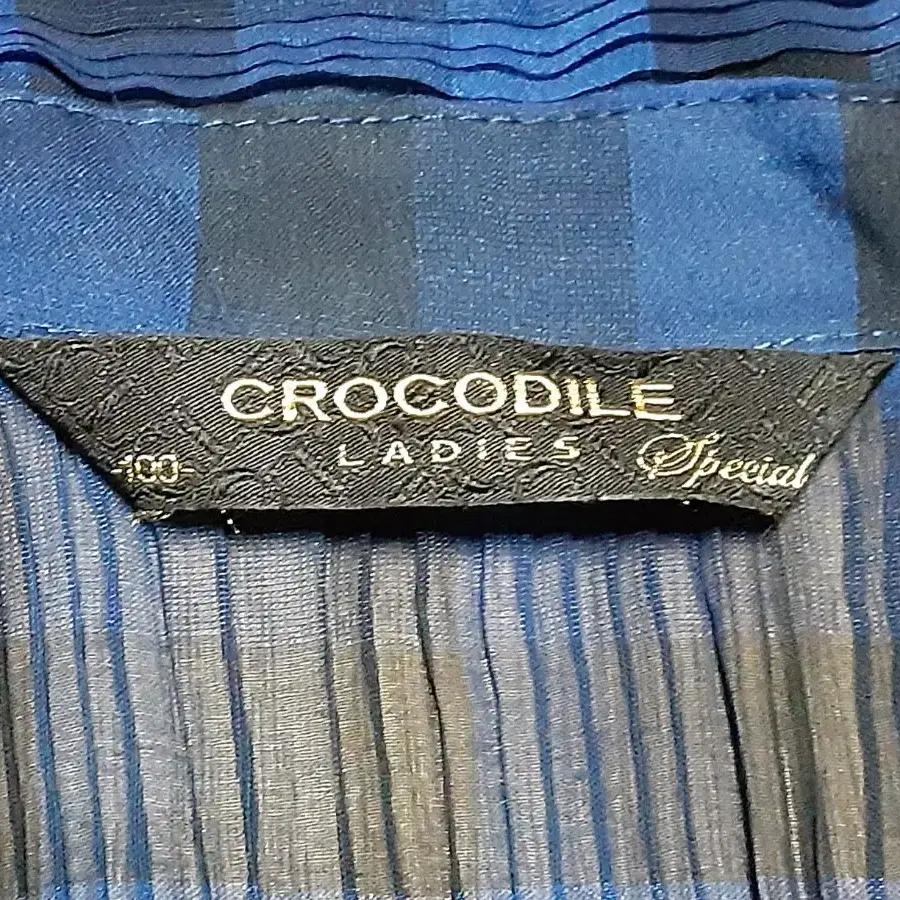 CROCODILE
LADIES
-100-
Special